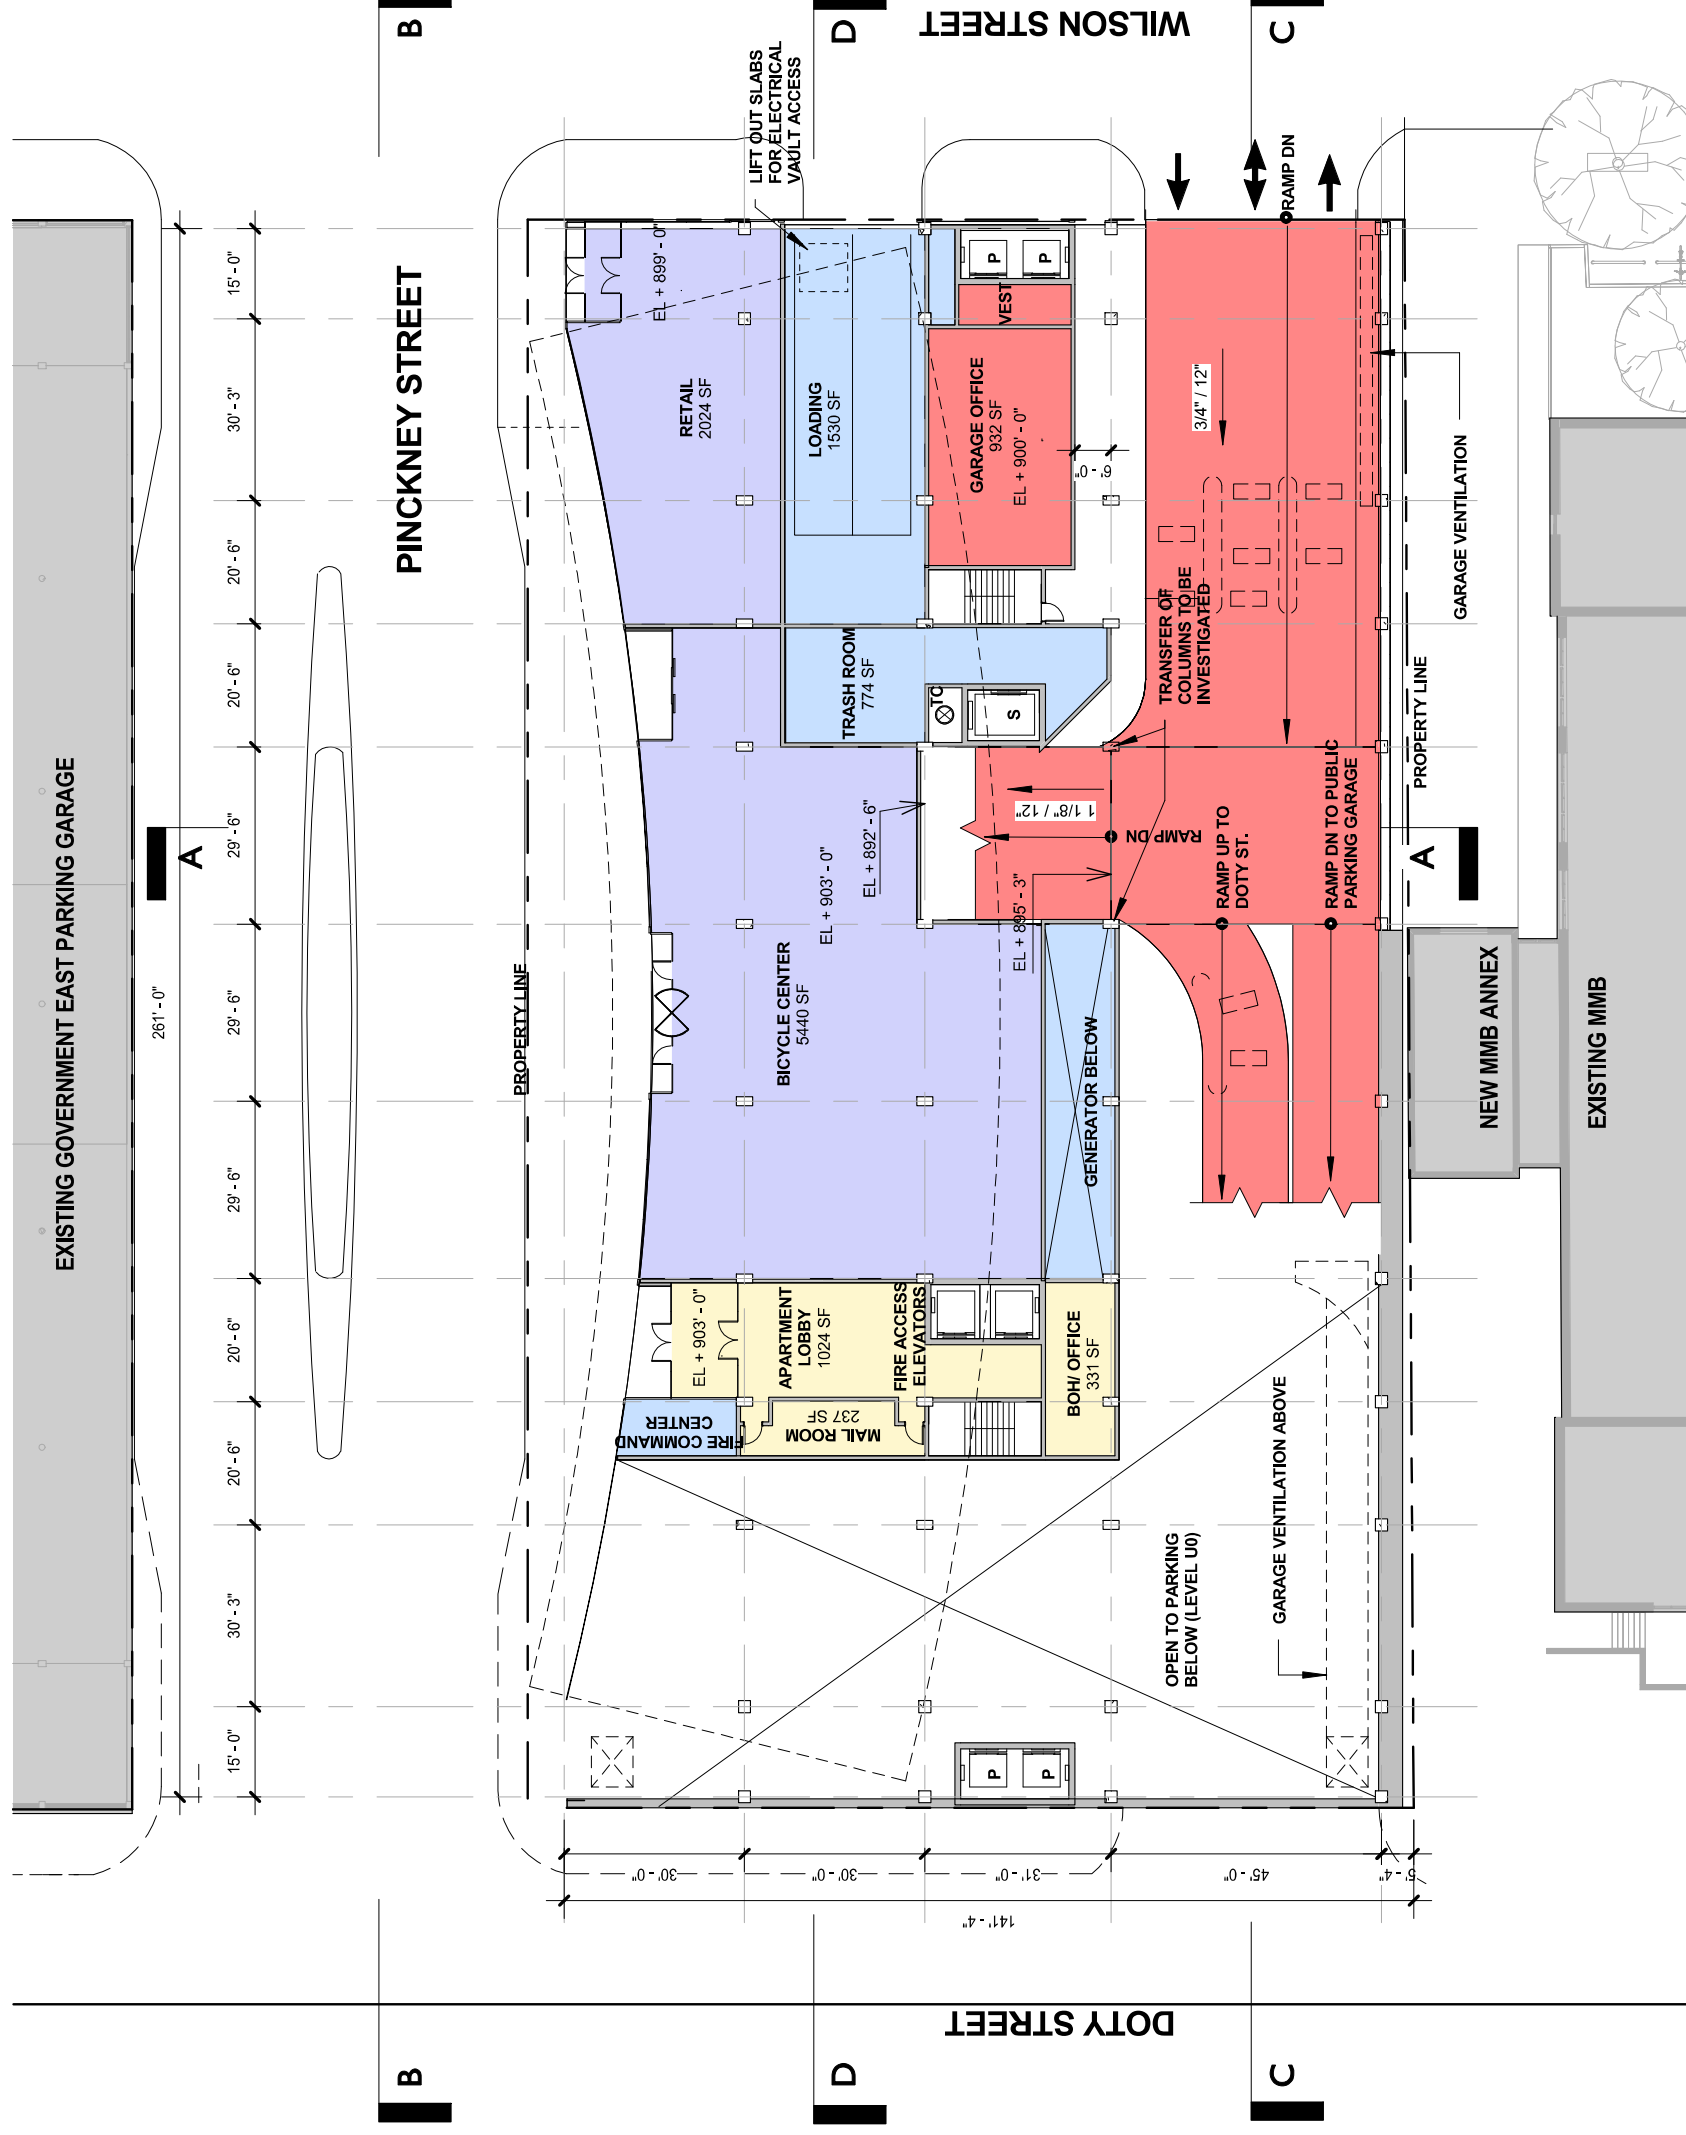 B
D
WILSON STREET
C
LIFT OUT SLABS
FOR ELECTRICAL
VAULT ACCESS
PINCKNEY STREET
EXISTING GOVERNMENT EAST PARKING GARAGE
261' - 0"
15' - 0"
30' - 3"
20' - 6"
20' - 6"
29' - 6"
29' - 6"
29' - 6"
20' - 6"
20' - 6"
30' - 3"
15' - 0"
A
PROPERTY LINE
EL + 899' - 0"
RETAIL
2024 SF
LOADING
1530 SF
P
P
VEST
GARAGE OFFICE
932 SF
EL + 900' - 0"
6' - 0"
RAMP DN
3/4" / 12"
GARAGE VENTILATION
TRANSFER OF
COLUMNS TO BE
INVESTIGATED
TRASH ROOM
774 SF
TC
S
PROPERTY LINE
EL + 892' - 6"
EL + 903' - 0"
1 1/8" / 12"
RAMP DN
EL + 895' - 3"
RAMP UP TO
DOTY ST.
RAMP DN TO PUBLIC
PARKING GARAGE
A
BICYCLE CENTER
5440 SF
GENERATOR BELOW
NEW MMB ANNEX
EXISTING MMB
EL + 903' - 0"
APARTMENT
LOBBY
1024 SF
FIRE ACCESS
ELEVATORS
BOH/ OFFICE
331 SF
FIRE COMMAND
CENTER
MAIL ROOM
237 SF
OPEN TO PARKING
BELOW (LEVEL U0)
GARAGE VENTILATION ABOVE
P
P
30' - 0"
30' - 0"
31' - 0"
45' - 0"
5' - 4"
141' - 4"
DOTY STREET
B
D
C